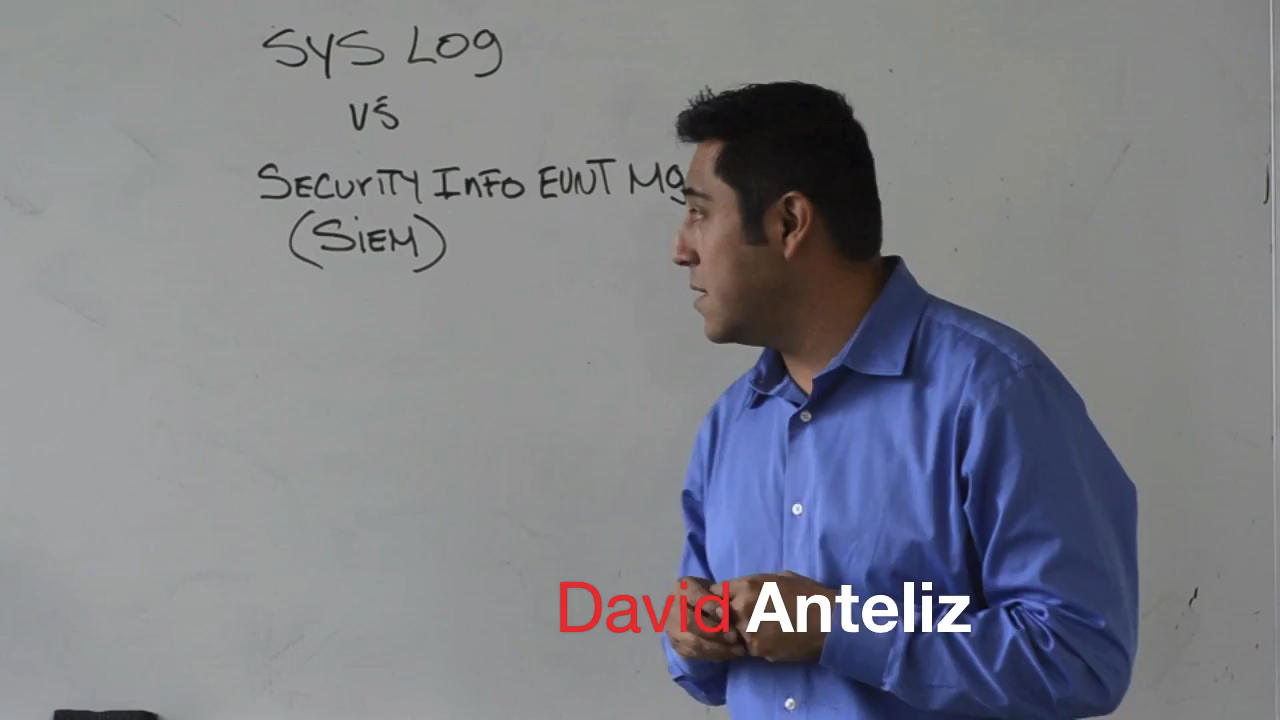 SYS LOG
VS
SECURITY INFO EVNT Mg
(SIEM)
David Anteliz